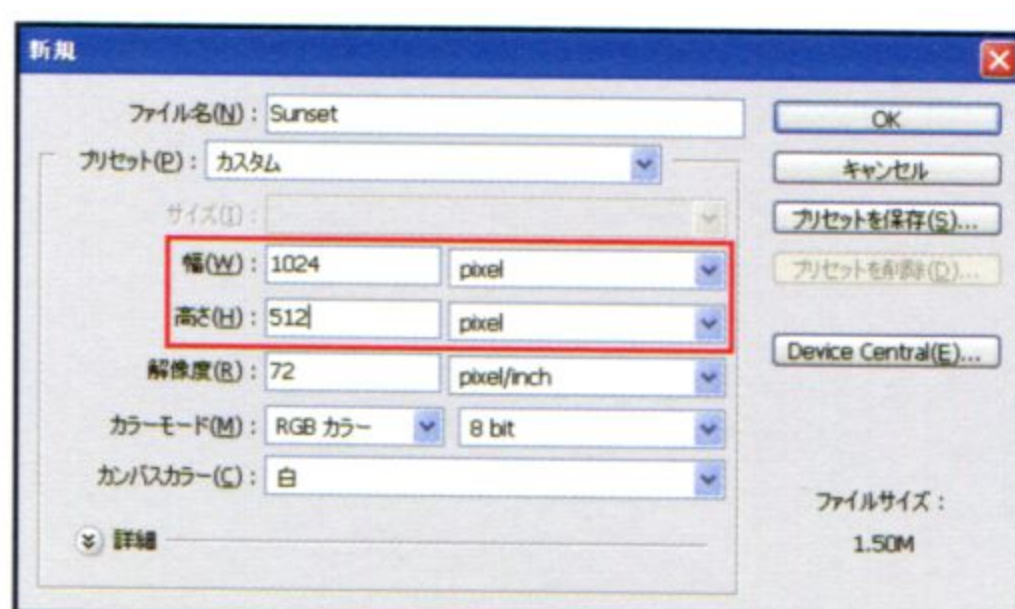 新規
ファイル名(N): Sunset
OK
プリセット(P): カスタム
キャンセル
サイズ(I):
プリセットを保存(S)...
幅(W): 1024 pixel
プリセットを削除(D)...
高さ(H): 512 pixel
Device Central(E)...
解像度(R): 72 pixel/inch
カラーモード(M): RGB カラー 8 bit
カンバスカラー(C): 白
ファイルサイズ:
詳細
1.50M